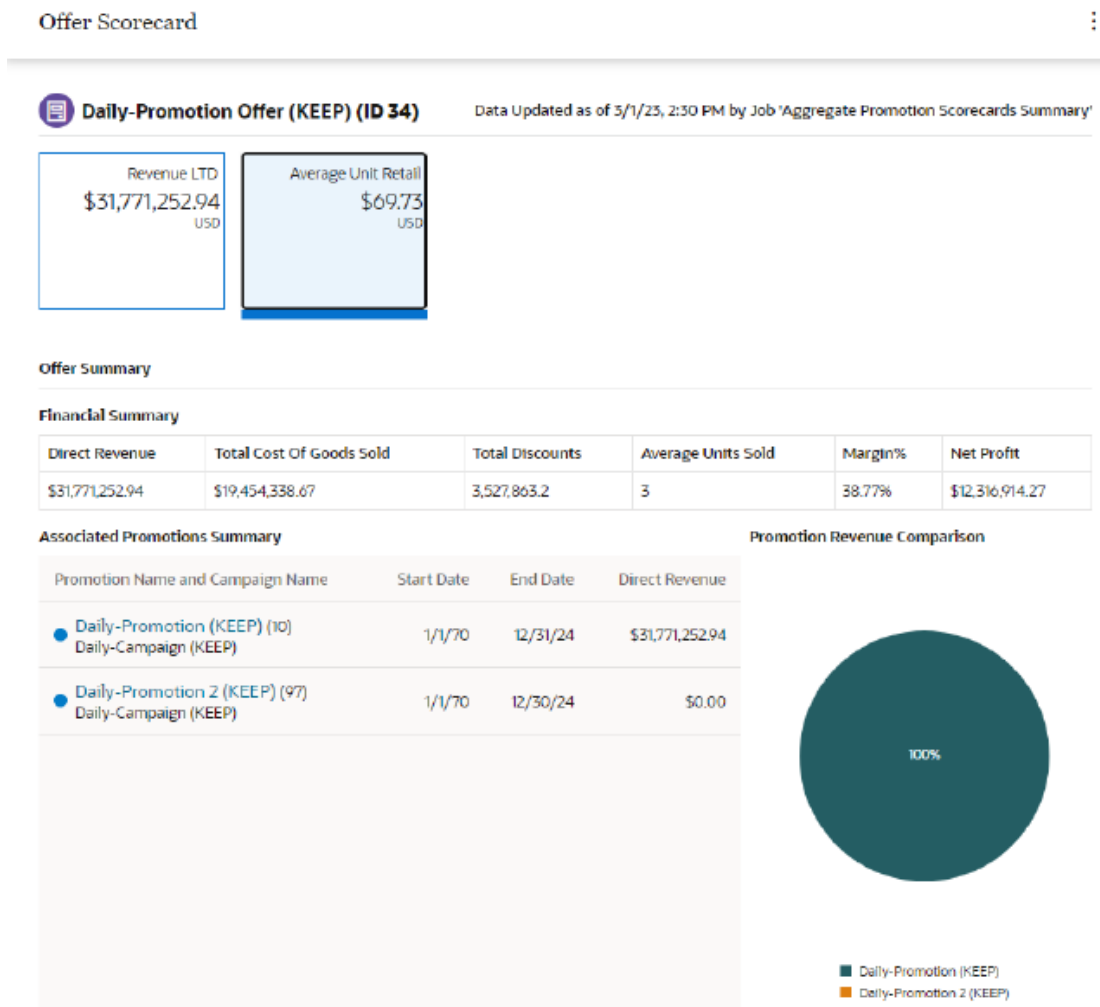 Offer Scorecard
Daily-Promotion Offer (KEEP) (ID 34) Data Updated as of 3/1/23, 2:30 PM by Job 'Aggregate Promotion Scorecards Summary'
Revenue LTD
$31,771,252.94
USD
Average Unit Retail
$69.73
USD
Offer Summary
Financial Summary
Direct Revenue Total Cost Of Goods Sold Total Discounts Average Units Sold Margin% Net Profit
$31,771,252.94 $19,454,338.67 3,527,863.2 3 38.77% $12,316,914.27
Associated Promotions Summary
Promotion Name and Campaign Name Start Date End Date Direct Revenue
Daily-Promotion (KEEP) (10) 1/1/70 12/31/24 $31,771,252.94
Daily-Campaign (KEEP)
Daily-Promotion 2 (KEEP) (97) 1/1/70 12/30/24 $0.00
Daily-Campaign (KEEP)
Promotion Revenue Comparison
100%
Daily-Promotion (KEEP)
Daily-Promotion 2 (KEEP)